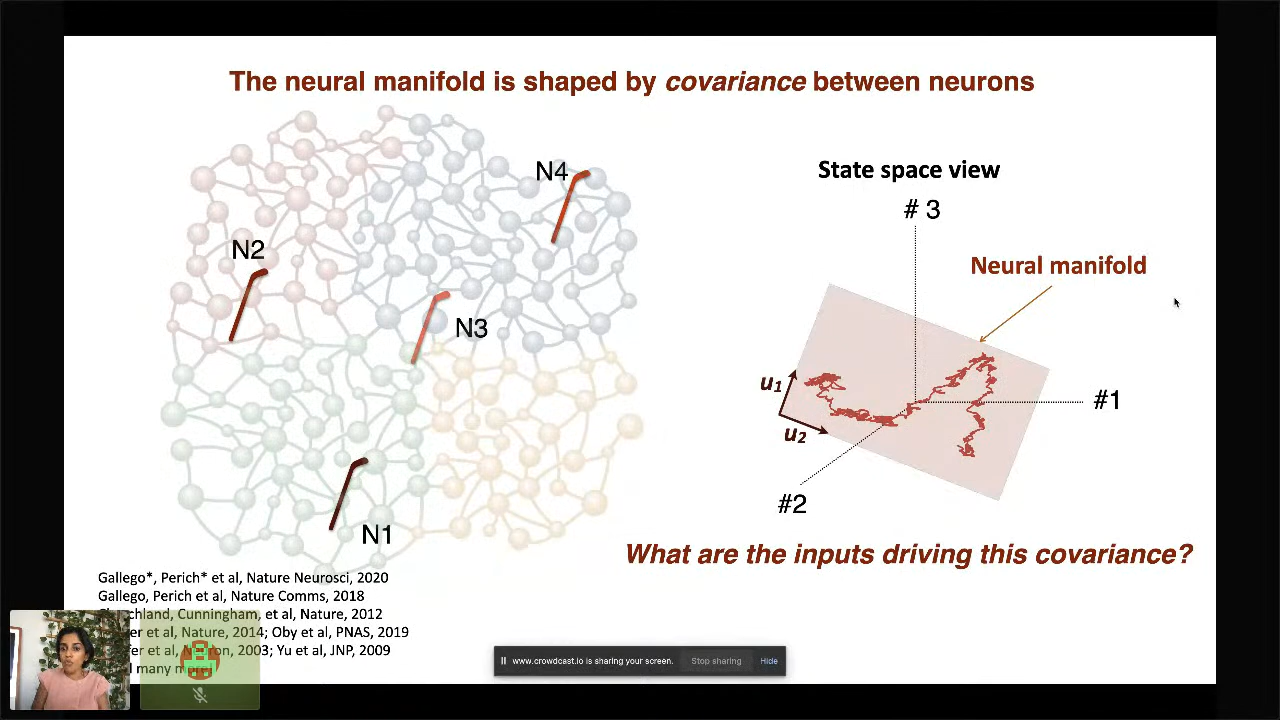 The neural manifold is shaped by covariance between neurons
N4
N2
N3
N1
State space view
# 3
Neural manifold
u1
u2
#1
#2
What are the inputs driving this covariance?
Gallego*, Perich* et al, Nature Neurosci, 2020
Gallego, Perich et al, Nature Comms, 2018
Cunningham, et al, Nature, 2012
et al, Nature, 2014; Oby et al, PNAS, 2019
et al, Neuron, 2003; Yu et al, JNP, 2009
many more
www.crowdcast.io is sharing your screen.
Stop sharing
Hide